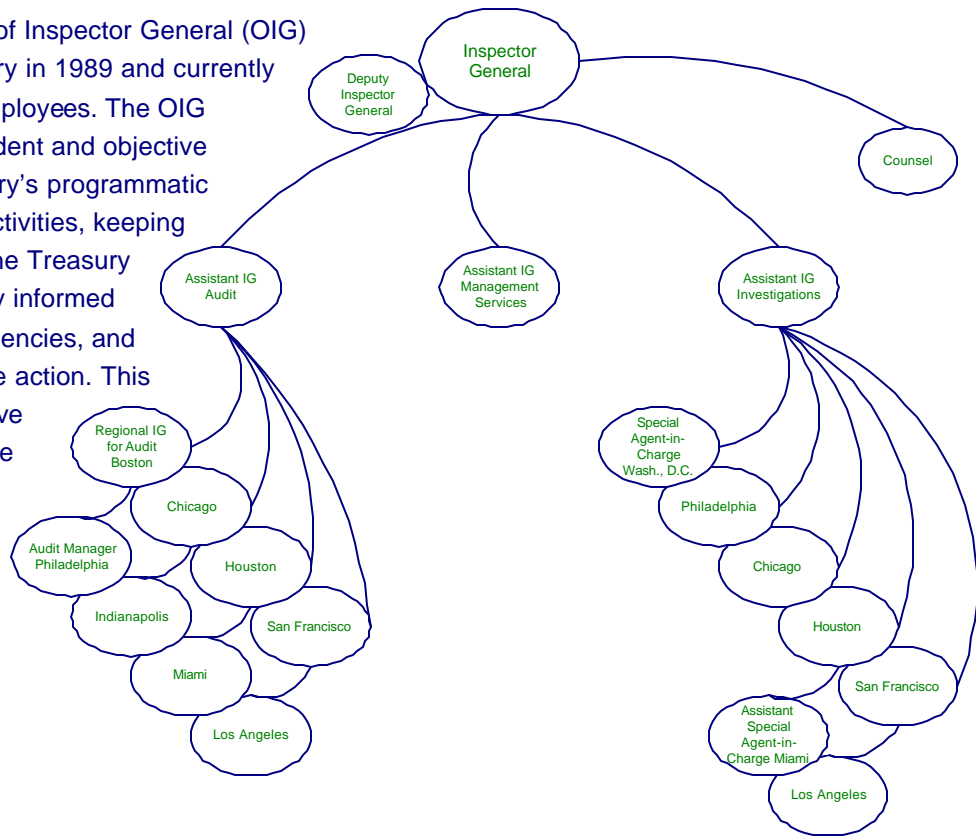 of Inspector General (OIG)
ry in 1989 and currently
ployees. The OIG
dent and objective
ry's programmatic
ctivities, keeping
he Treasury
y informed
encies, and
e action. This
ve
e
Inspector
General
Deputy
Inspector
General
Counsel
Assistant IG
Audit
Assistant IG
Management
Services
Assistant IG
Investigations
Regional IG
for Audit
Boston
Chicago
Houston
San Francisco
Audit Manager
Philadelphia
Indianapolis
Miami
Los Angeles
Special
Agent-in-
Charge
Wash., D.C.
Philadelphia
Chicago
Houston
San Francisco
Assistant
Special
Agent-in-
Charge Miami
Los Angeles